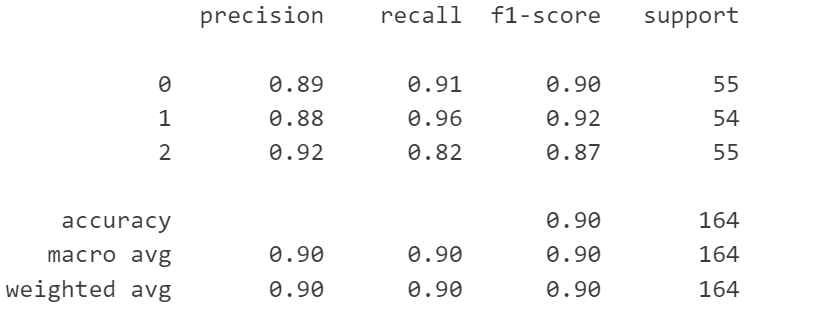 precision recall f1-score support
0 0.89 0.91 0.90 55
1 0.88 0.96 0.92 54
2 0.92 0.82 0.87 55
accuracy 0.90 164
macro avg 0.90 0.90 0.90 164
weighted avg 0.90 0.90 0.90 164